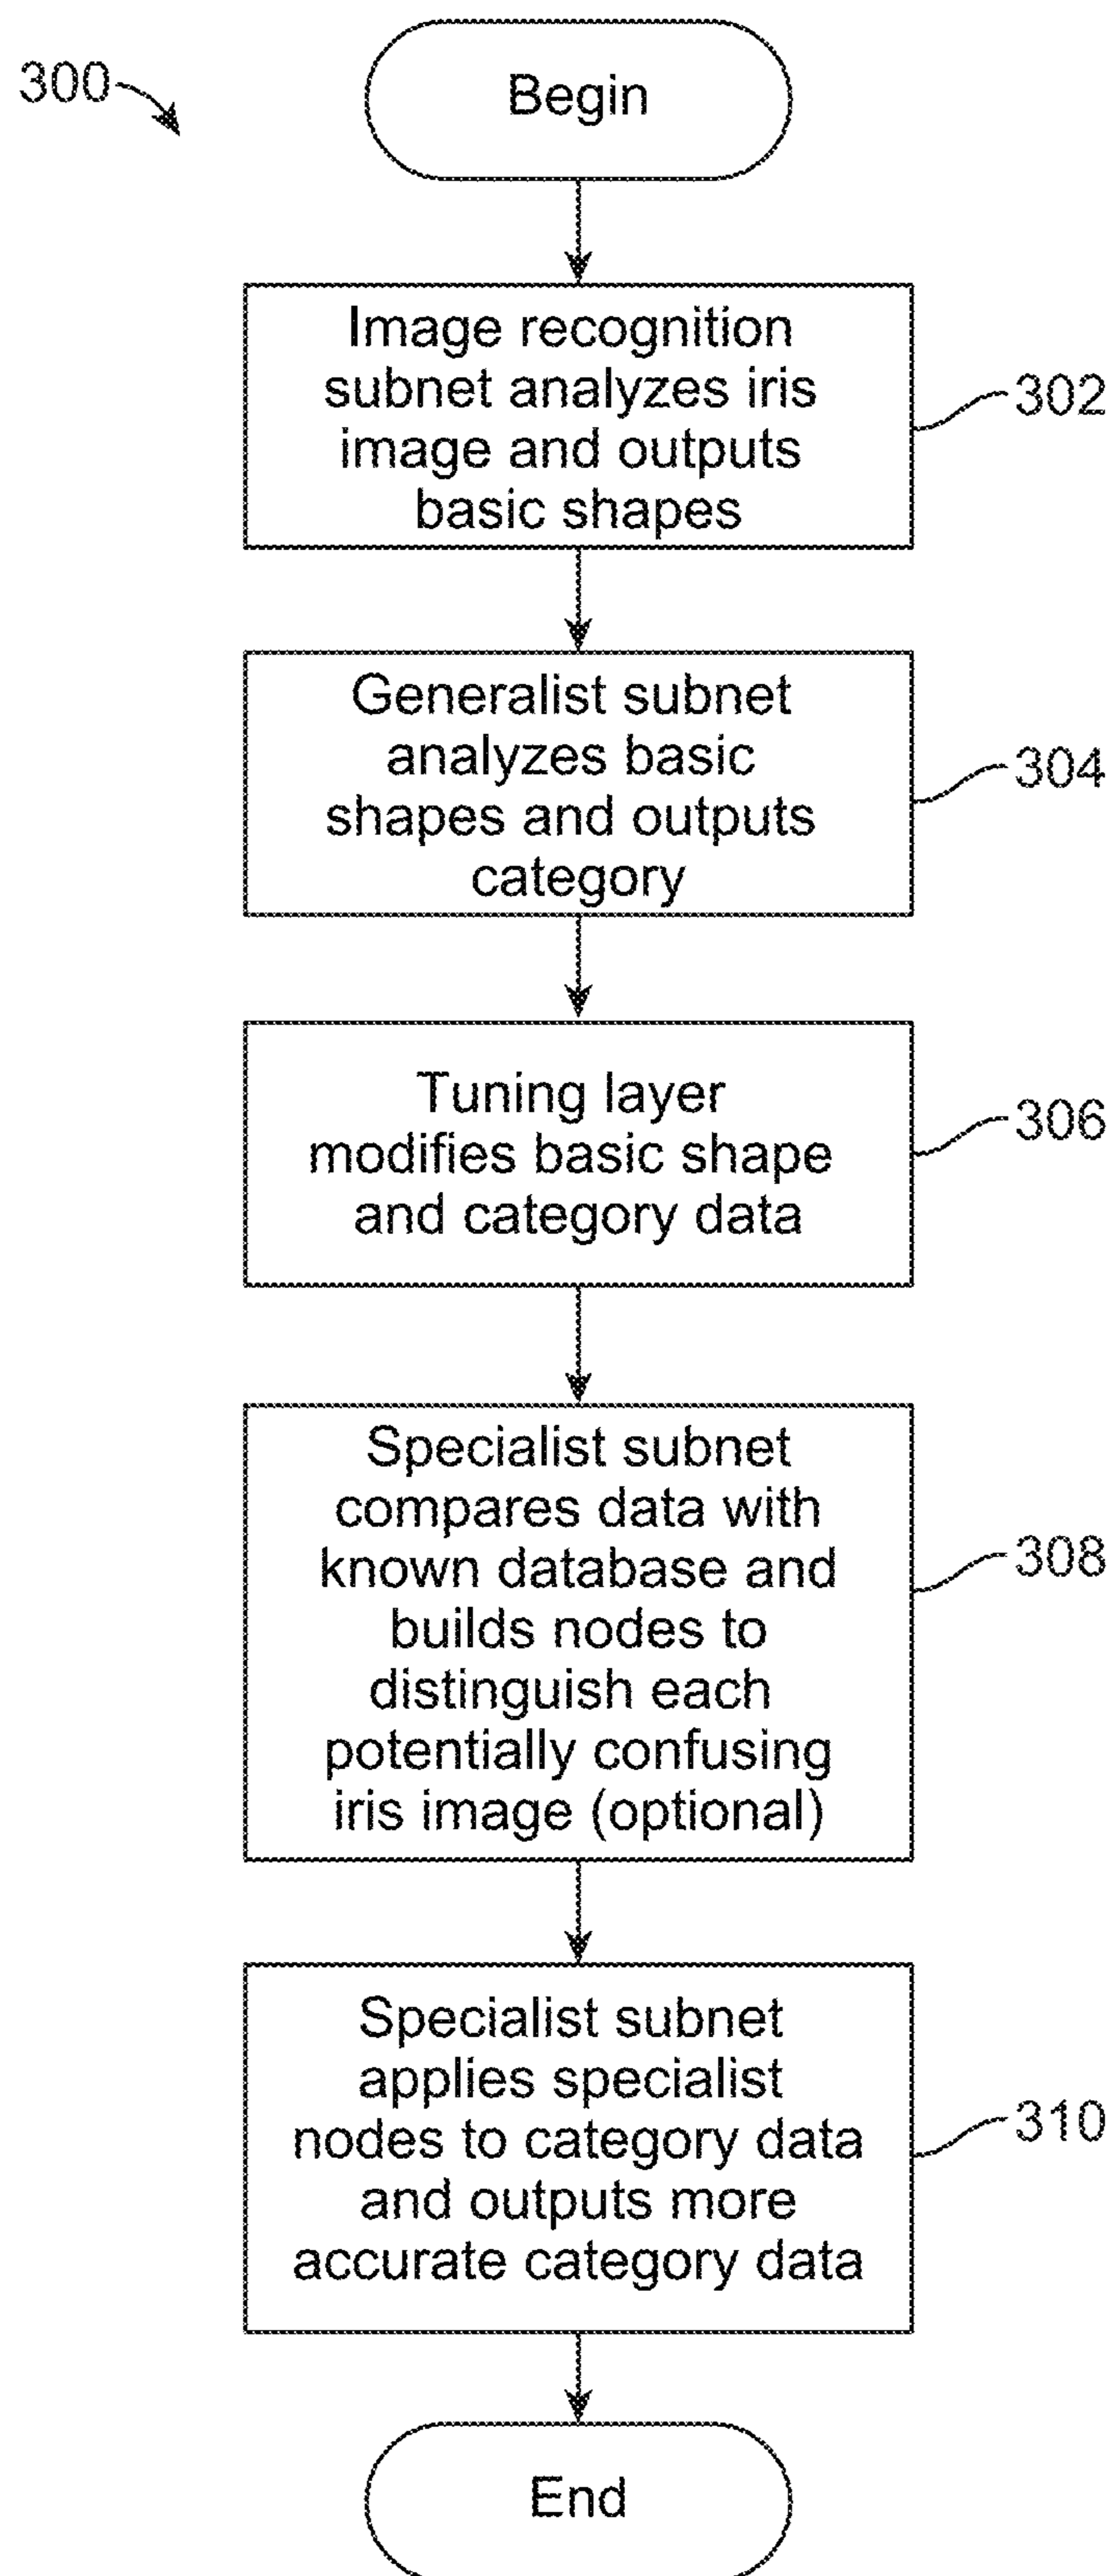 300
Begin
Image recognition
subnet analyzes iris
image and outputs
basic shapes
302
Generalist subnet
analyzes basic
shapes and outputs
category
304
Tuning layer
modifies basic shape
and category data
306
Specialist subnet
compares data with
known database and
builds nodes to
distinguish each
potentially confusing
iris image (optional)
308
Specialist subnet
applies specialist
nodes to category data
and outputs more
accurate category data
310
End